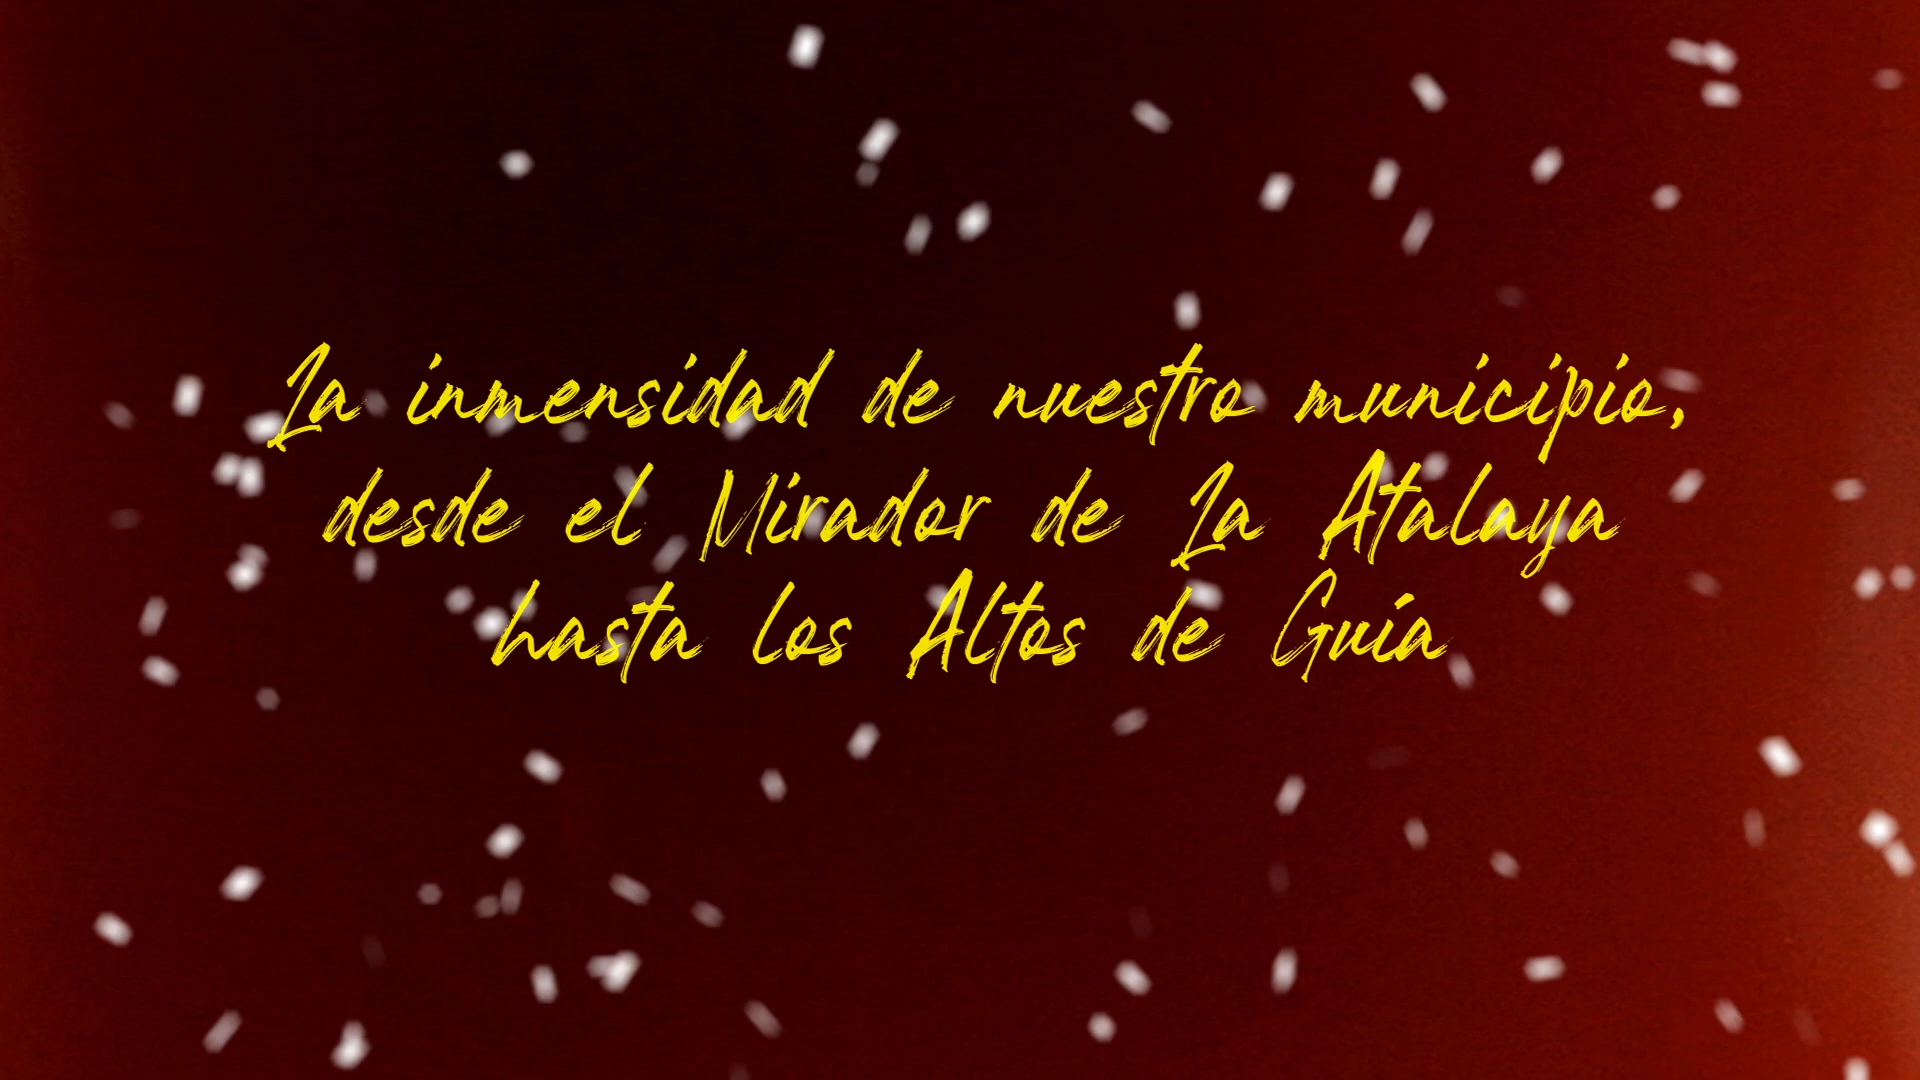 La inmensidad de nuestro municipio,
desde el Mirador de La Atalaya
hasta los Altos de Guía